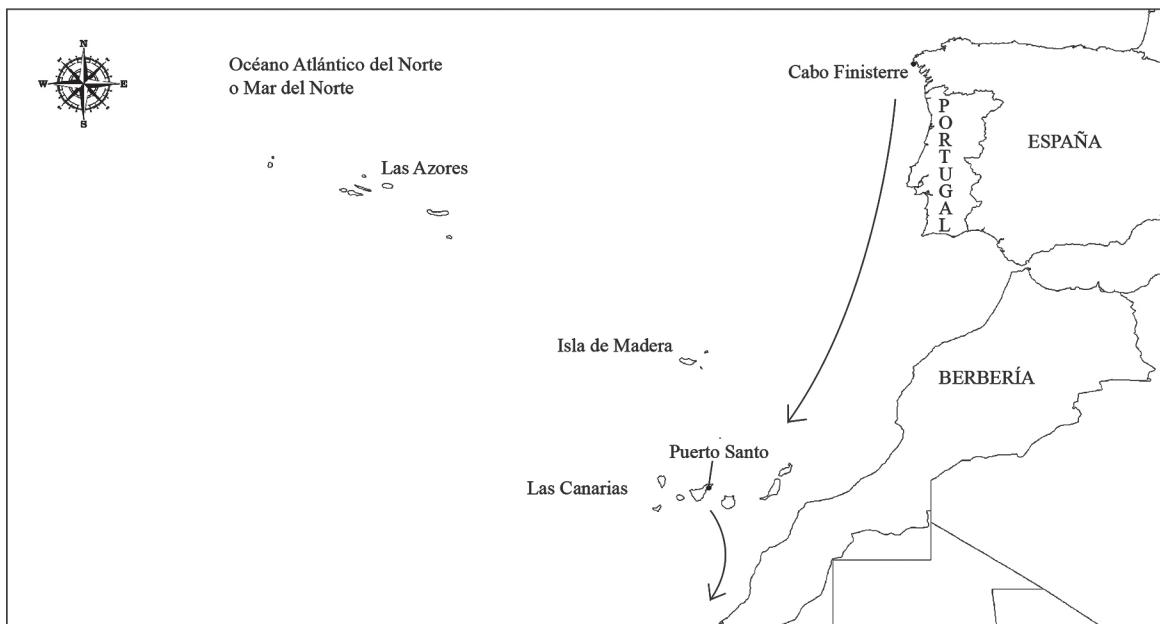 N
W
E
S
Océano Atlántico del Norte
o Mar del Norte
Cabo Finisterre
PORTUGAL
ESPAÑA
Las Azores
Isla de Madera
BERBERÍA
Puerto Santo
Las Canarias